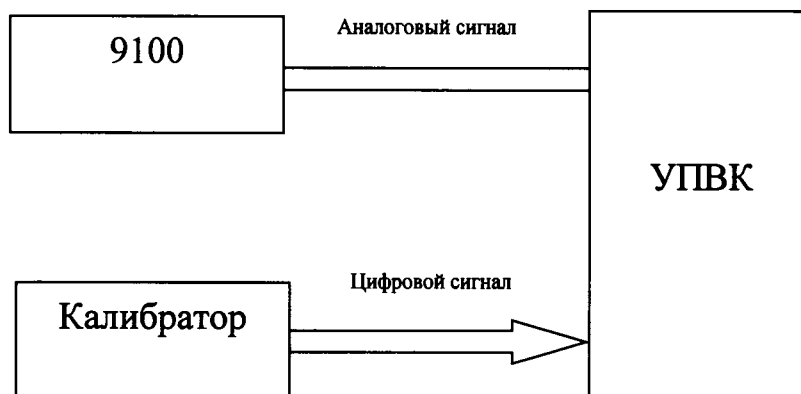 Аналоговый сигнал
9100
УПВК
Цифровой сигнал
Калибратор